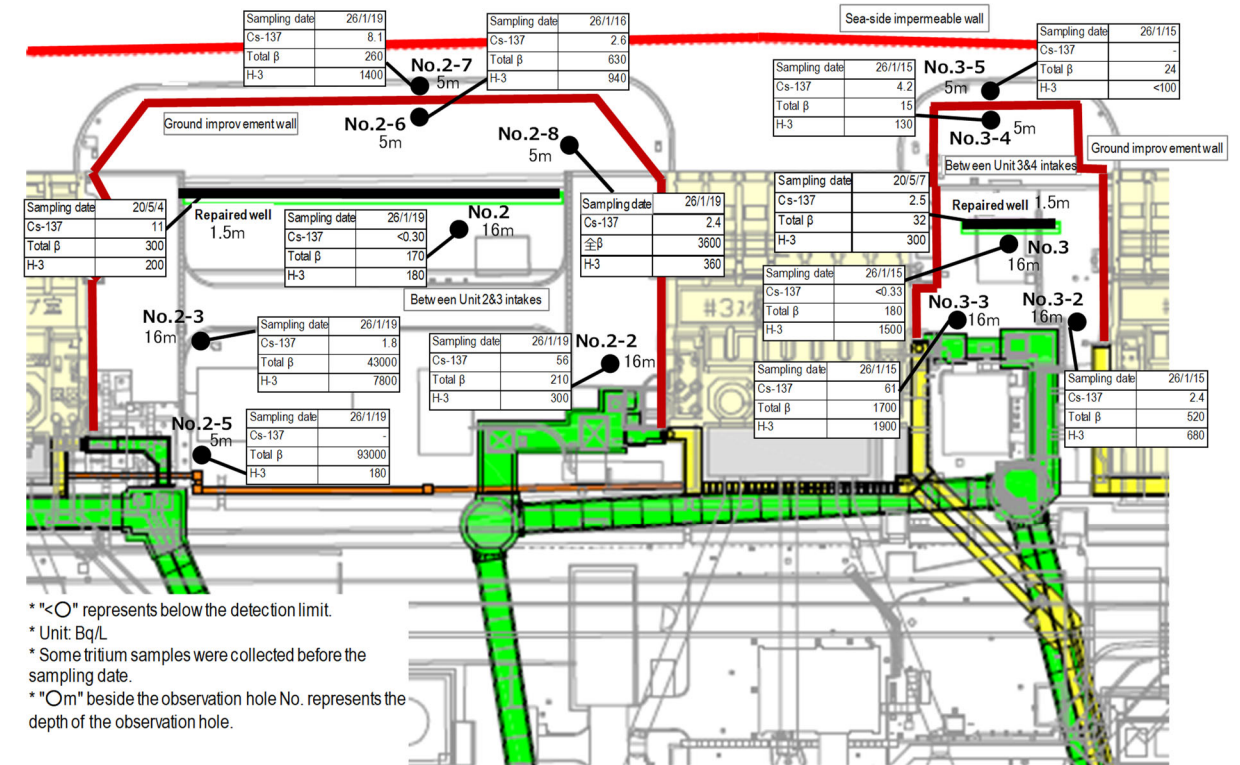 Sea-side impermeable wall
Sampling date 26/1/19
Cs-137 8.1
Total β 260
H-3 1400
No.2-7
5m
Sampling date 26/1/16
Cs-137 2.6
Total β 630
H-3 940
No.2-6
5m
Ground improvement wall
No.2-8
5m
Sampling date 26/1/15
Cs-137 4.2
Total β 15
H-3 130
No.3-5
5m
Sampling date 26/1/15
Cs-137 -
Total β 24
H-3 <100
5m
No.3-4
Ground improvement wall
Between Unit 3&4 intakes
Sampling date 20/5/4
Cs-137 11
Total β 300
H-3 200
Repaired well
1.5m
Sampling date 26/1/19
Cs-137 <0.30
Total β 170
H-3 180
No.2
16m
Sampling date 26/1/19
Cs-137 2.4
全β 3600
H-3 360
Sampling date 20/5/7
Cs-137 2.5
Total β 32
H-3 300
Repaired well 1.5m
No.3
16m
Sampling date 26/1/15
Cs-137 <0.33
Total β 180
H-3 1500
Between Unit 2&3 intakes
No.2-3
16m
Sampling date 26/1/19
Cs-137 1.8
Total β 43000
H-3 7800
Sampling date 26/1/19
Cs-137 56
Total β 210
H-3 300
No.2-2
16m
No.3-3
16m
No.3-2
16m
Sampling date 26/1/15
Cs-137 61
Total β 1700
H-3 1900
Sampling date 26/1/15
Cs-137 2.4
Total β 520
H-3 680
No.2-5
5m
Sampling date 26/1/19
Cs-137 -
Total β 93000
H-3 180
* "<○" represents below the detection limit.
* Unit: Bq/L
* Some tritium samples were collected before the
sampling date.
* "○m" beside the observation hole No. represents the
depth of the observation hole.